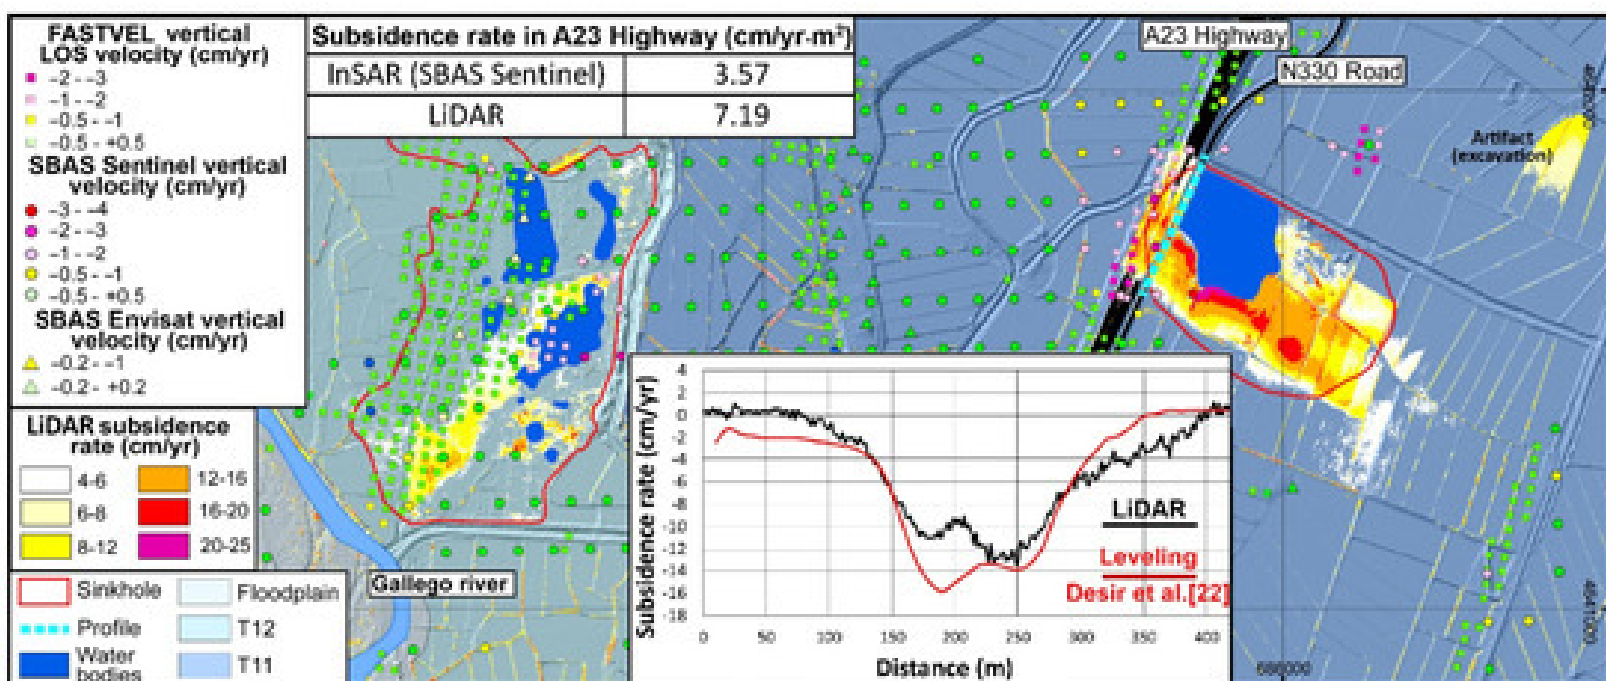 FASTVEL vertical
LOS velocity (cm/yr)
-2 - -3
-1 - -2
-0.5 - -1
-0.5 - +0.5
SBAS Sentinel vertical
velocity (cm/yr)
-3 - -4
-2 - -3
-1 - -2
-0.5 - -1
-0.5 - +0.5
SBAS Envisat vertical
velocity (cm/yr)
-0.2 - -1
-0.2 - +0.2
LiDAR subsidence
rate (cm/yr)
4-6
12-16
6-8
16-20
8-12
20-25
Sinkhole
Floodplain
Profile
T12
Water
bodies
T11
Subsidence rate in A23 Highway (cm/yr-m²)
InSAR (SBAS Sentinel) 3.57
LiDAR 7.19
A23 Highway
N330 Road
Artifact
(excavation)
Gallego river
Subsidence rate (cm/yr)
4
2
0
-2
-4
-6
-8
-10
-12
-14
-16
-18
0 50 100 150 200 250 300 350 400
Distance (m)
LiDAR
Leveling
Desir et al.[22]
4641000